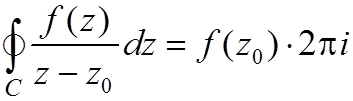 ∮_C f(z)/(z − z₀) dz = f(z₀) · 2πi